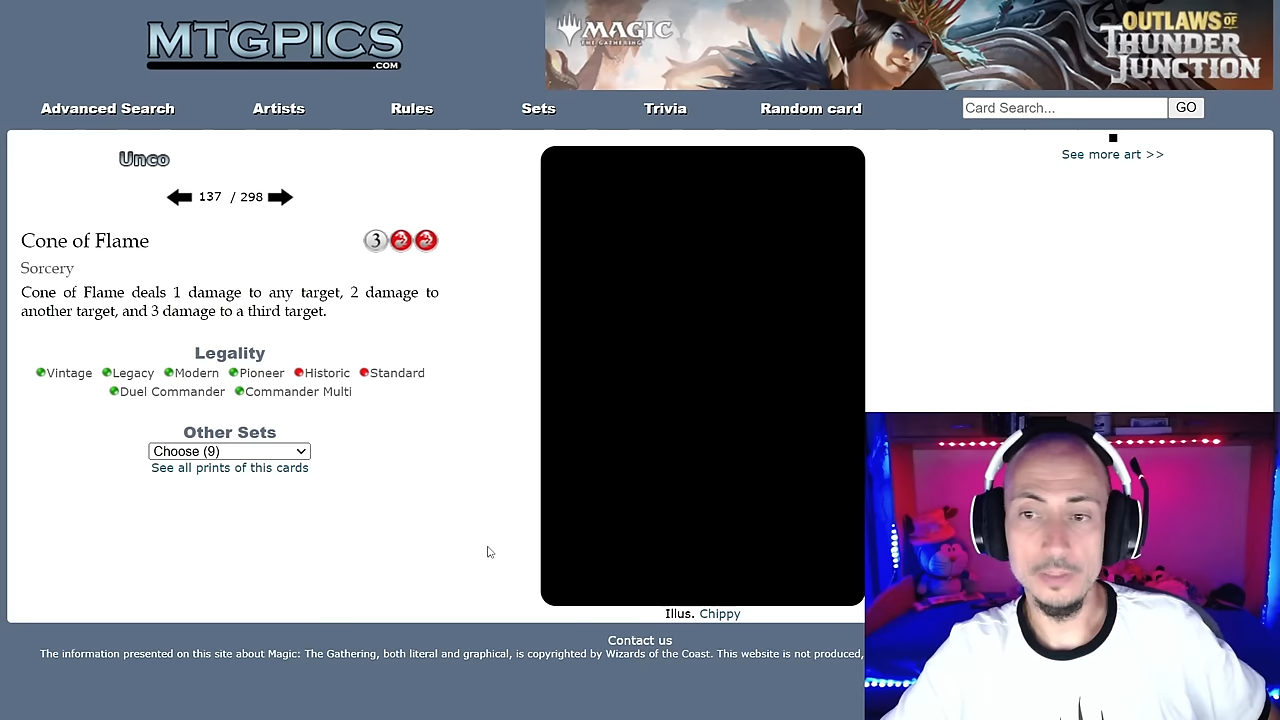 MTGPICS
.COM
MAGIC
THE GATHERING
OUTLAWS OF
THUNDER
JUNCTION
Advanced Search
Artists
Rules
Sets
Trivia
Random card
Card Search...
GO
Unco
137 / 298
See more art >>
Cone of Flame
3
Sorcery
Cone of Flame deals 1 damage to any target, 2 damage to
another target, and 3 damage to a third target.
Legality
Vintage Legacy Modern Pioneer Historic Standard
Duel Commander Commander Multi
Other Sets
Choose (9)
See all prints of this cards
Illus. Chippy
Contact us
The information presented on this site about Magic: The Gathering, both literal and graphical, is copyrighted by Wizards of the Coast. This website is not produced,